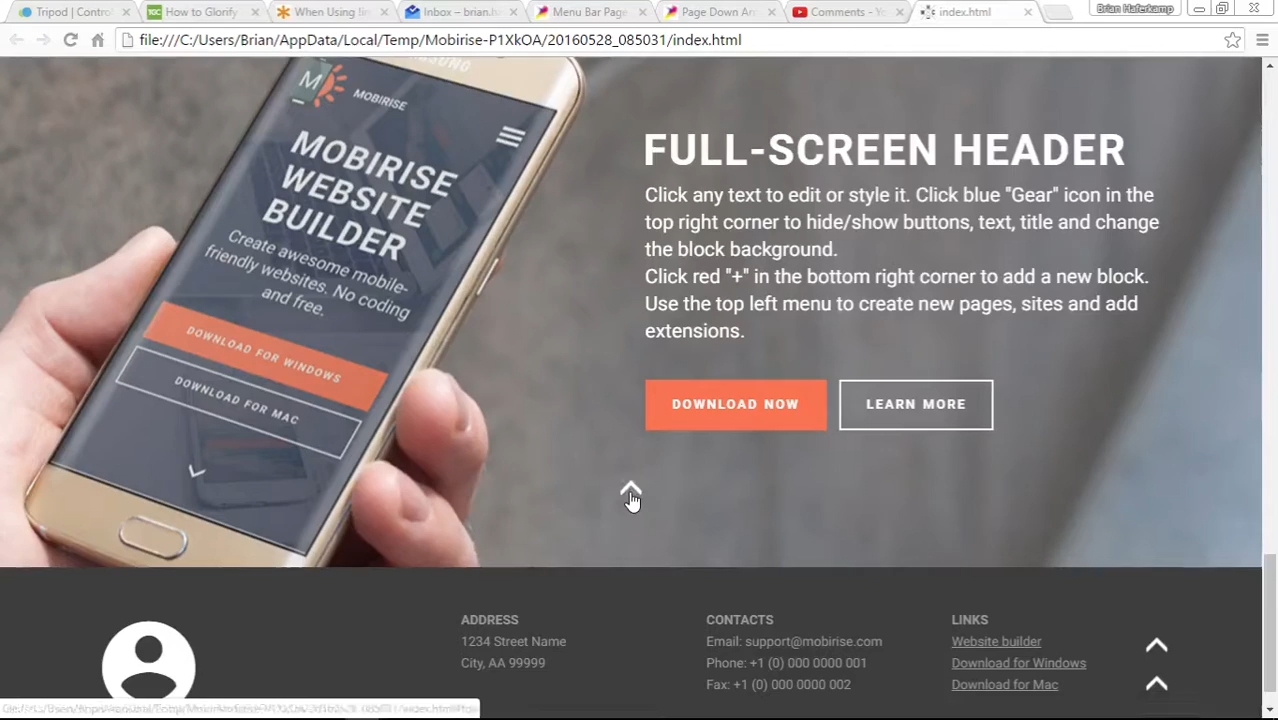 Tripod | Control
How to Glorify
When Using
Inbox – brian.h
Menu Bar Page
Page Down
Comments - Yo
index.html
Brian Haferkamp
file:///C:/Users/Brian/AppData/Local/Temp/Mobirise-P1XkOA/20160528_085031/index.html
SAMSUNG
M
MOBIRISE
MOBIRISE
WEBSITE
BUILDER
Create awesome mobile-
friendly websites. No coding
and free.
DOWNLOAD FOR WINDOWS
DOWNLOAD FOR MAC
FULL-SCREEN HEADER
Click any text to edit or style it. Click blue "Gear" icon in the
top right corner to hide/show buttons, text, title and change
the block background.
Click red "+" in the bottom right corner to add a new block.
Use the top left menu to create new pages, sites and add
extensions.
DOWNLOAD NOW
LEARN MORE
ADDRESS
1234 Street Name
City, AA 99999
CONTACTS
Email: support@mobirise.com
Phone: +1 (0) 000 0000 001
Fax: +1 (0) 000 0000 002
LINKS
Website builder
Download for Windows
Download for Mac